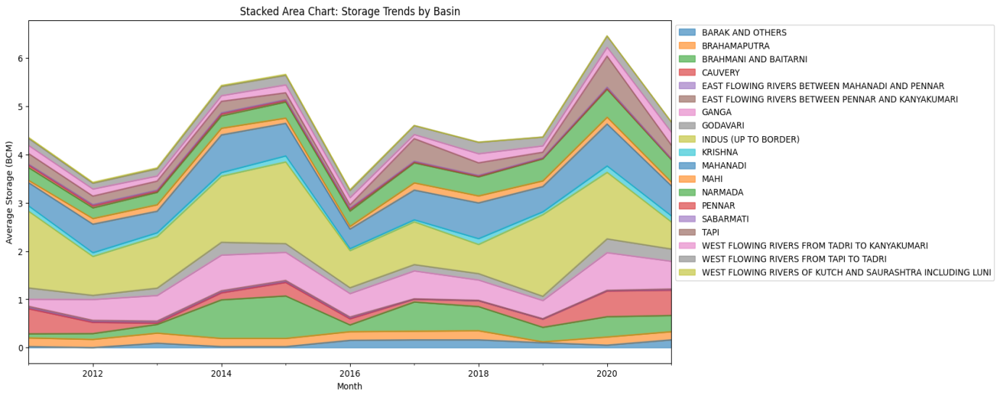 Stacked Area Chart: Storage Trends by Basin
Average Storage (BCM)
6
5
4
3
2
1
0
2012 2014 2016 2018 2020
Month
BARAK AND OTHERS
BRAHAMAPUTRA
BRAHMANI AND BAITARNI
CAUVERY
EAST FLOWING RIVERS BETWEEN MAHANADI AND PENNAR
EAST FLOWING RIVERS BETWEEN PENNAR AND KANYAKUMARI
GANGA
GODAVARI
INDUS (UP TO BORDER)
KRISHNA
MAHANADI
MAHI
NARMADA
PENNAR
SABARMATI
TAPI
WEST FLOWING RIVERS FROM TADRI TO KANYAKUMARI
WEST FLOWING RIVERS FROM TAPI TO TADRI
WEST FLOWING RIVERS OF KUTCH AND SAURASHTRA INCLUDING LUNI